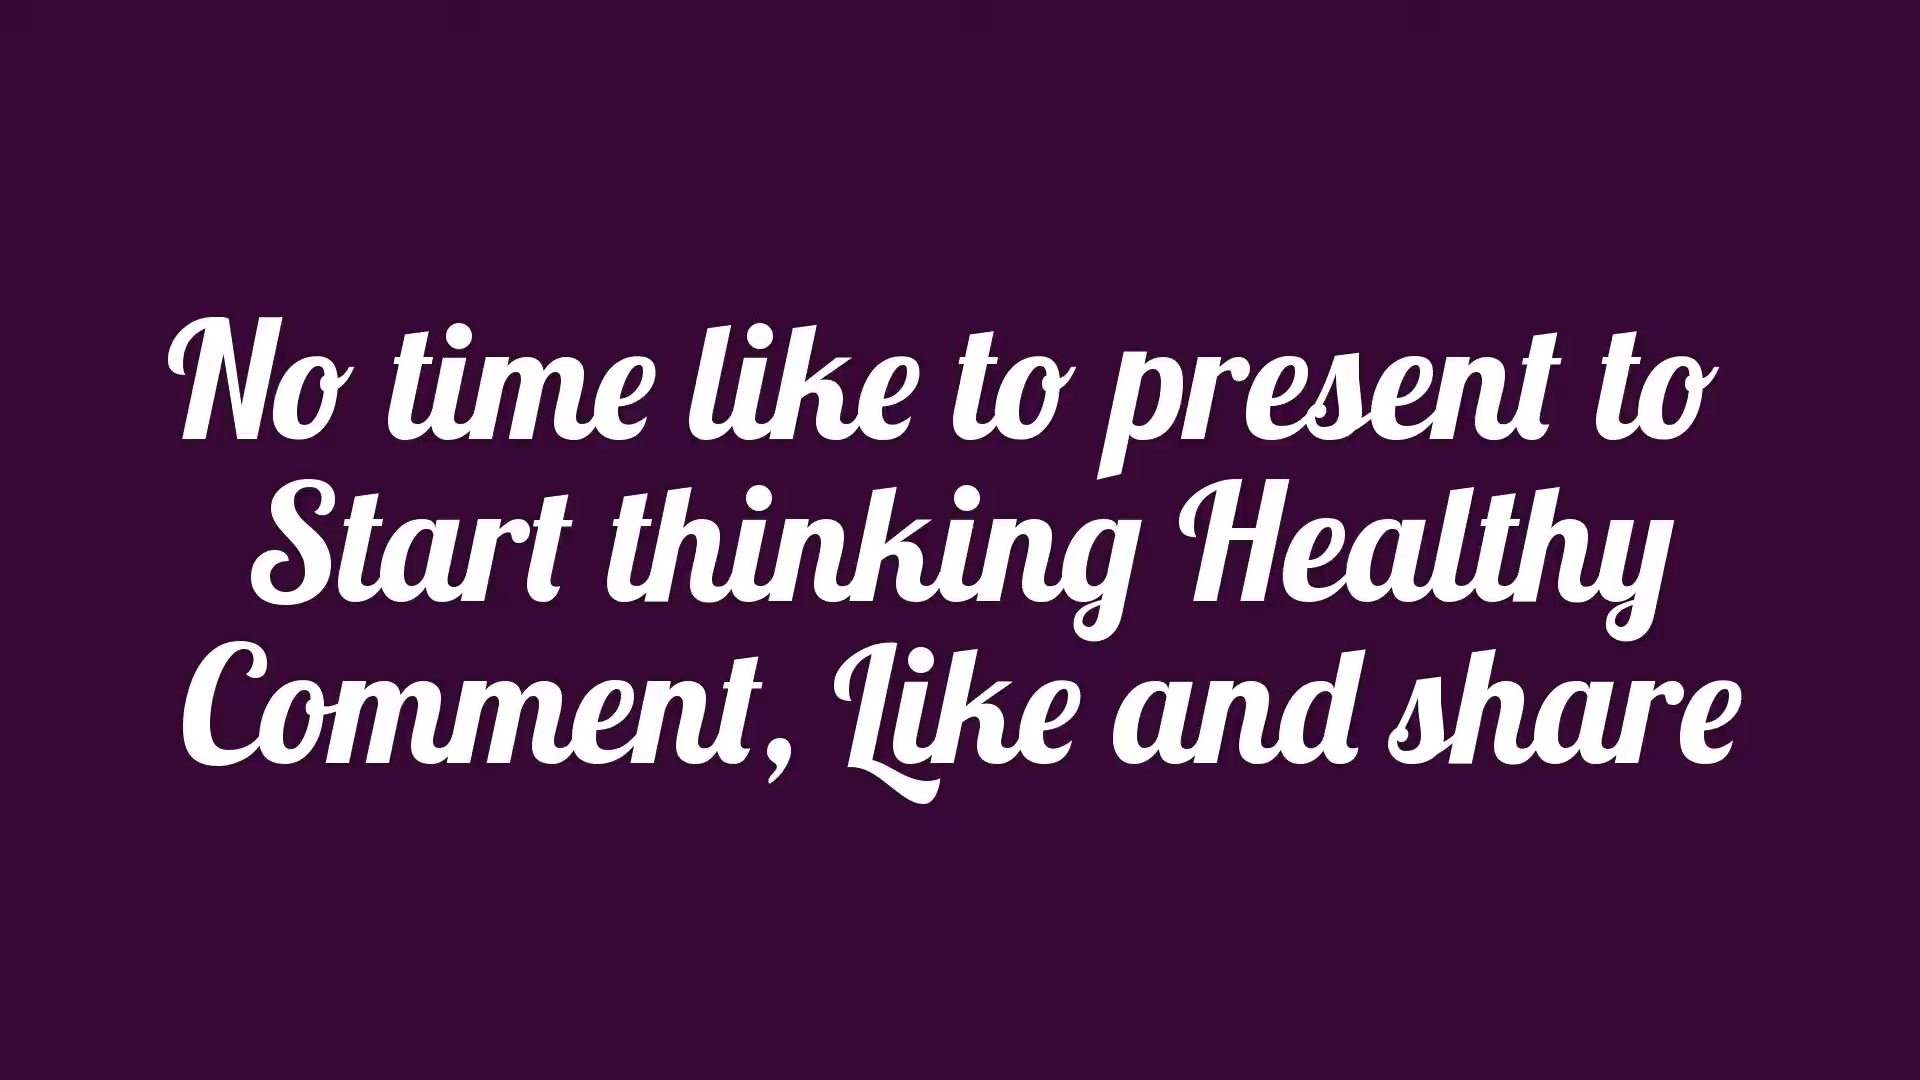 No time like to present to
Start thinking Healthy
Comment, Like and share